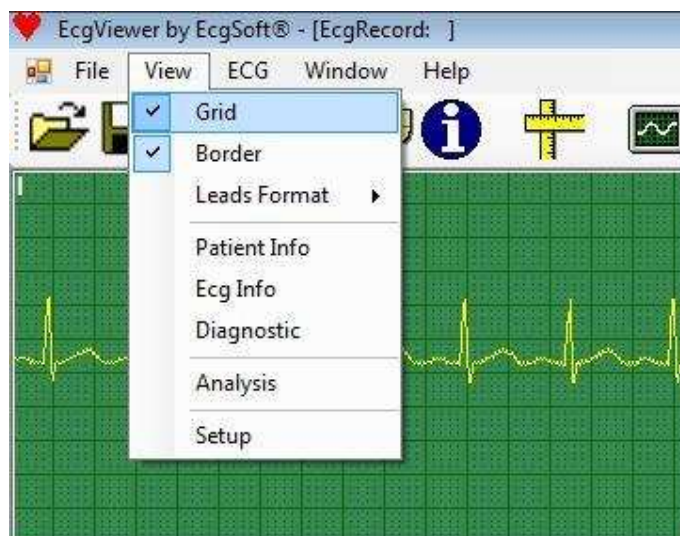 EcgViewer by EcgSoft® - [EcgRecord: ]
File View ECG Window Help
Grid
Border
Leads Format
Patient Info
Ecg Info
Diagnostic
Analysis
Setup
I